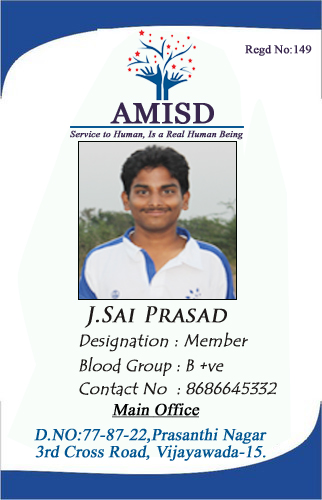 Regd No:149
AMISD
Service to Human, Is a Real Human Being
J.Sai Prasad
Designation : Member
Blood Group : B +ve
Contact No : 8686645332
Main Office
D.NO:77-87-22,Prasanthi Nagar
3rd Cross Road, Vijayawada-15.